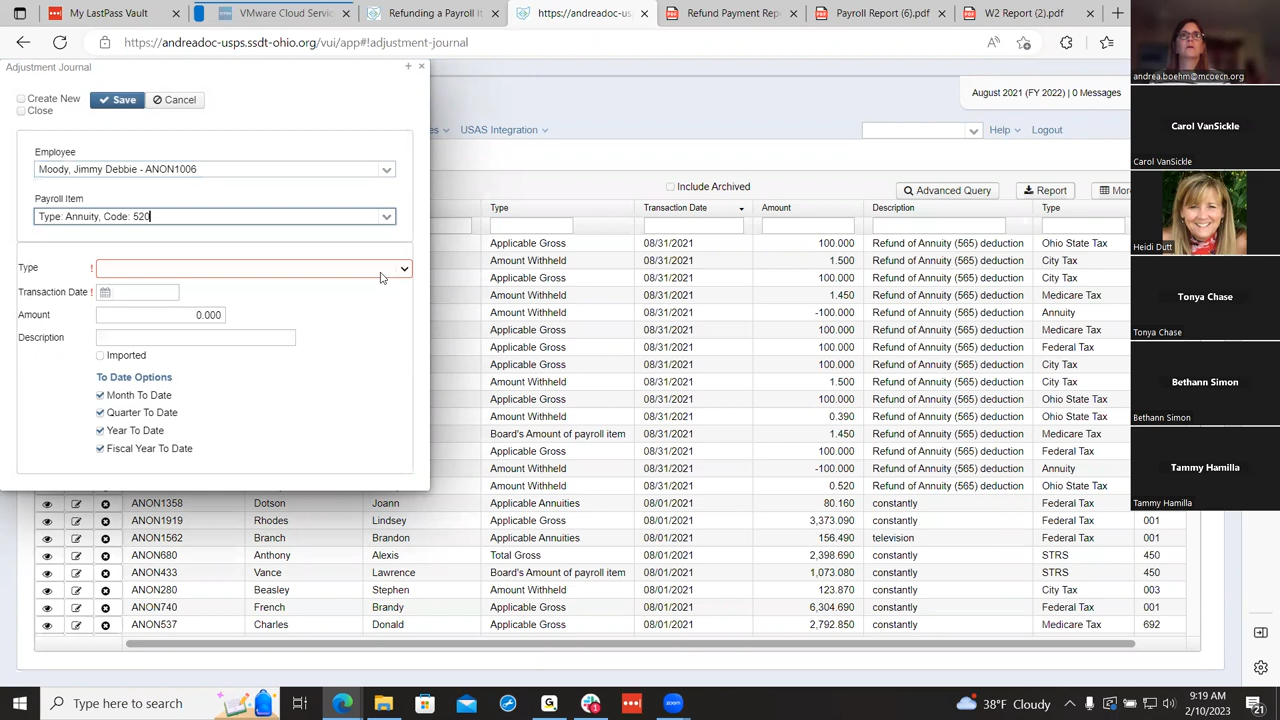 My LastPass Vault
VMware Cloud Servic
Refunding a Payroll It
https://andreadoc-usps.ssdt-ohio
Refund Payment Repo
Payroll Report (6).pdf
W2 Report (2).pdf
https://andreadoc-usps.ssdt-ohio.org/vui/app#!adjustment-journal
Adjustment Journal
Create New
Close
Save
Cancel
Employee
Moody, Jimmy Debbie - ANON1006
Payroll Item
Type: Annuity, Code: 520
Type !
Transaction Date !
Amount 0.000
Description
Imported
To Date Options
Month To Date
Quarter To Date
Year To Date
Fiscal Year To Date
August 2021 (FY 2022) | 0 Messages
USAS Integration Help Logout
Include Archived Advanced Query Report More
Type Transaction Date Amount Description Type
Applicable Gross 08/31/2021 100.000 Refund of Annuity (565) deduction Ohio State Tax
Amount Withheld 08/31/2021 1.500 Refund of Annuity (565) deduction City Tax
Applicable Gross 08/31/2021 100.000 Refund of Annuity (565) deduction City Tax
Amount Withheld 08/31/2021 1.450 Refund of Annuity (565) deduction Medicare Tax
Amount Withheld 08/31/2021 -100.000 Refund of Annuity (565) deduction Annuity
Applicable Gross 08/31/2021 100.000 Refund of Annuity (565) deduction Medicare Tax
Applicable Gross 08/31/2021 100.000 Refund of Annuity (565) deduction Federal Tax
Applicable Gross 08/31/2021 100.000 Refund of Annuity (565) deduction City Tax
Amount Withheld 08/31/2021 1.500 Refund of Annuity (565) deduction City Tax
Applicable Gross 08/31/2021 100.000 Refund of Annuity (565) deduction Ohio State Tax
Amount Withheld 08/31/2021 0.390 Refund of Annuity (565) deduction Ohio State Tax
Board's Amount of payroll item 08/31/2021 1.450 Refund of Annuity (565) deduction Medicare Tax
Applicable Gross 08/31/2021 100.000 Refund of Annuity (565) deduction Federal Tax
Amount Withheld 08/31/2021 -100.000 Refund of Annuity (565) deduction Annuity
Amount Withheld 08/31/2021 0.520 Refund of Annuity (565) deduction Ohio State Tax
ANON1358 Dotson Joann Applicable Annuities 08/01/2021 80.160 constantly Federal Tax 001
ANON1919 Rhodes Lindsey Applicable Gross 08/01/2021 3,373.090 constantly Federal Tax 001
ANON1562 Branch Brandon Applicable Annuities 08/01/2021 156.490 television Federal Tax 001
ANON680 Anthony Alexis Total Gross 08/01/2021 2,398.690 constantly STRS 450
ANON433 Vance Lawrence Board's Amount of payroll item 08/01/2021 1,073.080 constantly STRS 450
ANON280 Beasley Stephen Amount Withheld 08/01/2021 123.870 constantly City Tax 003
ANON740 French Brandy Applicable Gross 08/01/2021 6,304.690 constantly Federal Tax 001
ANON537 Charles Donald Applicable Gross 08/01/2021 2,792.850 constantly Medicare Tax 692
andrea.boehm@mcoecn.org
Carol VanSickle
Carol VanSickle
Heidi Dutt
Tonya Chase
Tonya Chase
Bethann Simon
Bethann Simon
Tammy Hamilla
Tammy Hamilla
Type here to search
zoom
38°F Cloudy
9:19 AM
2/10/2023
21